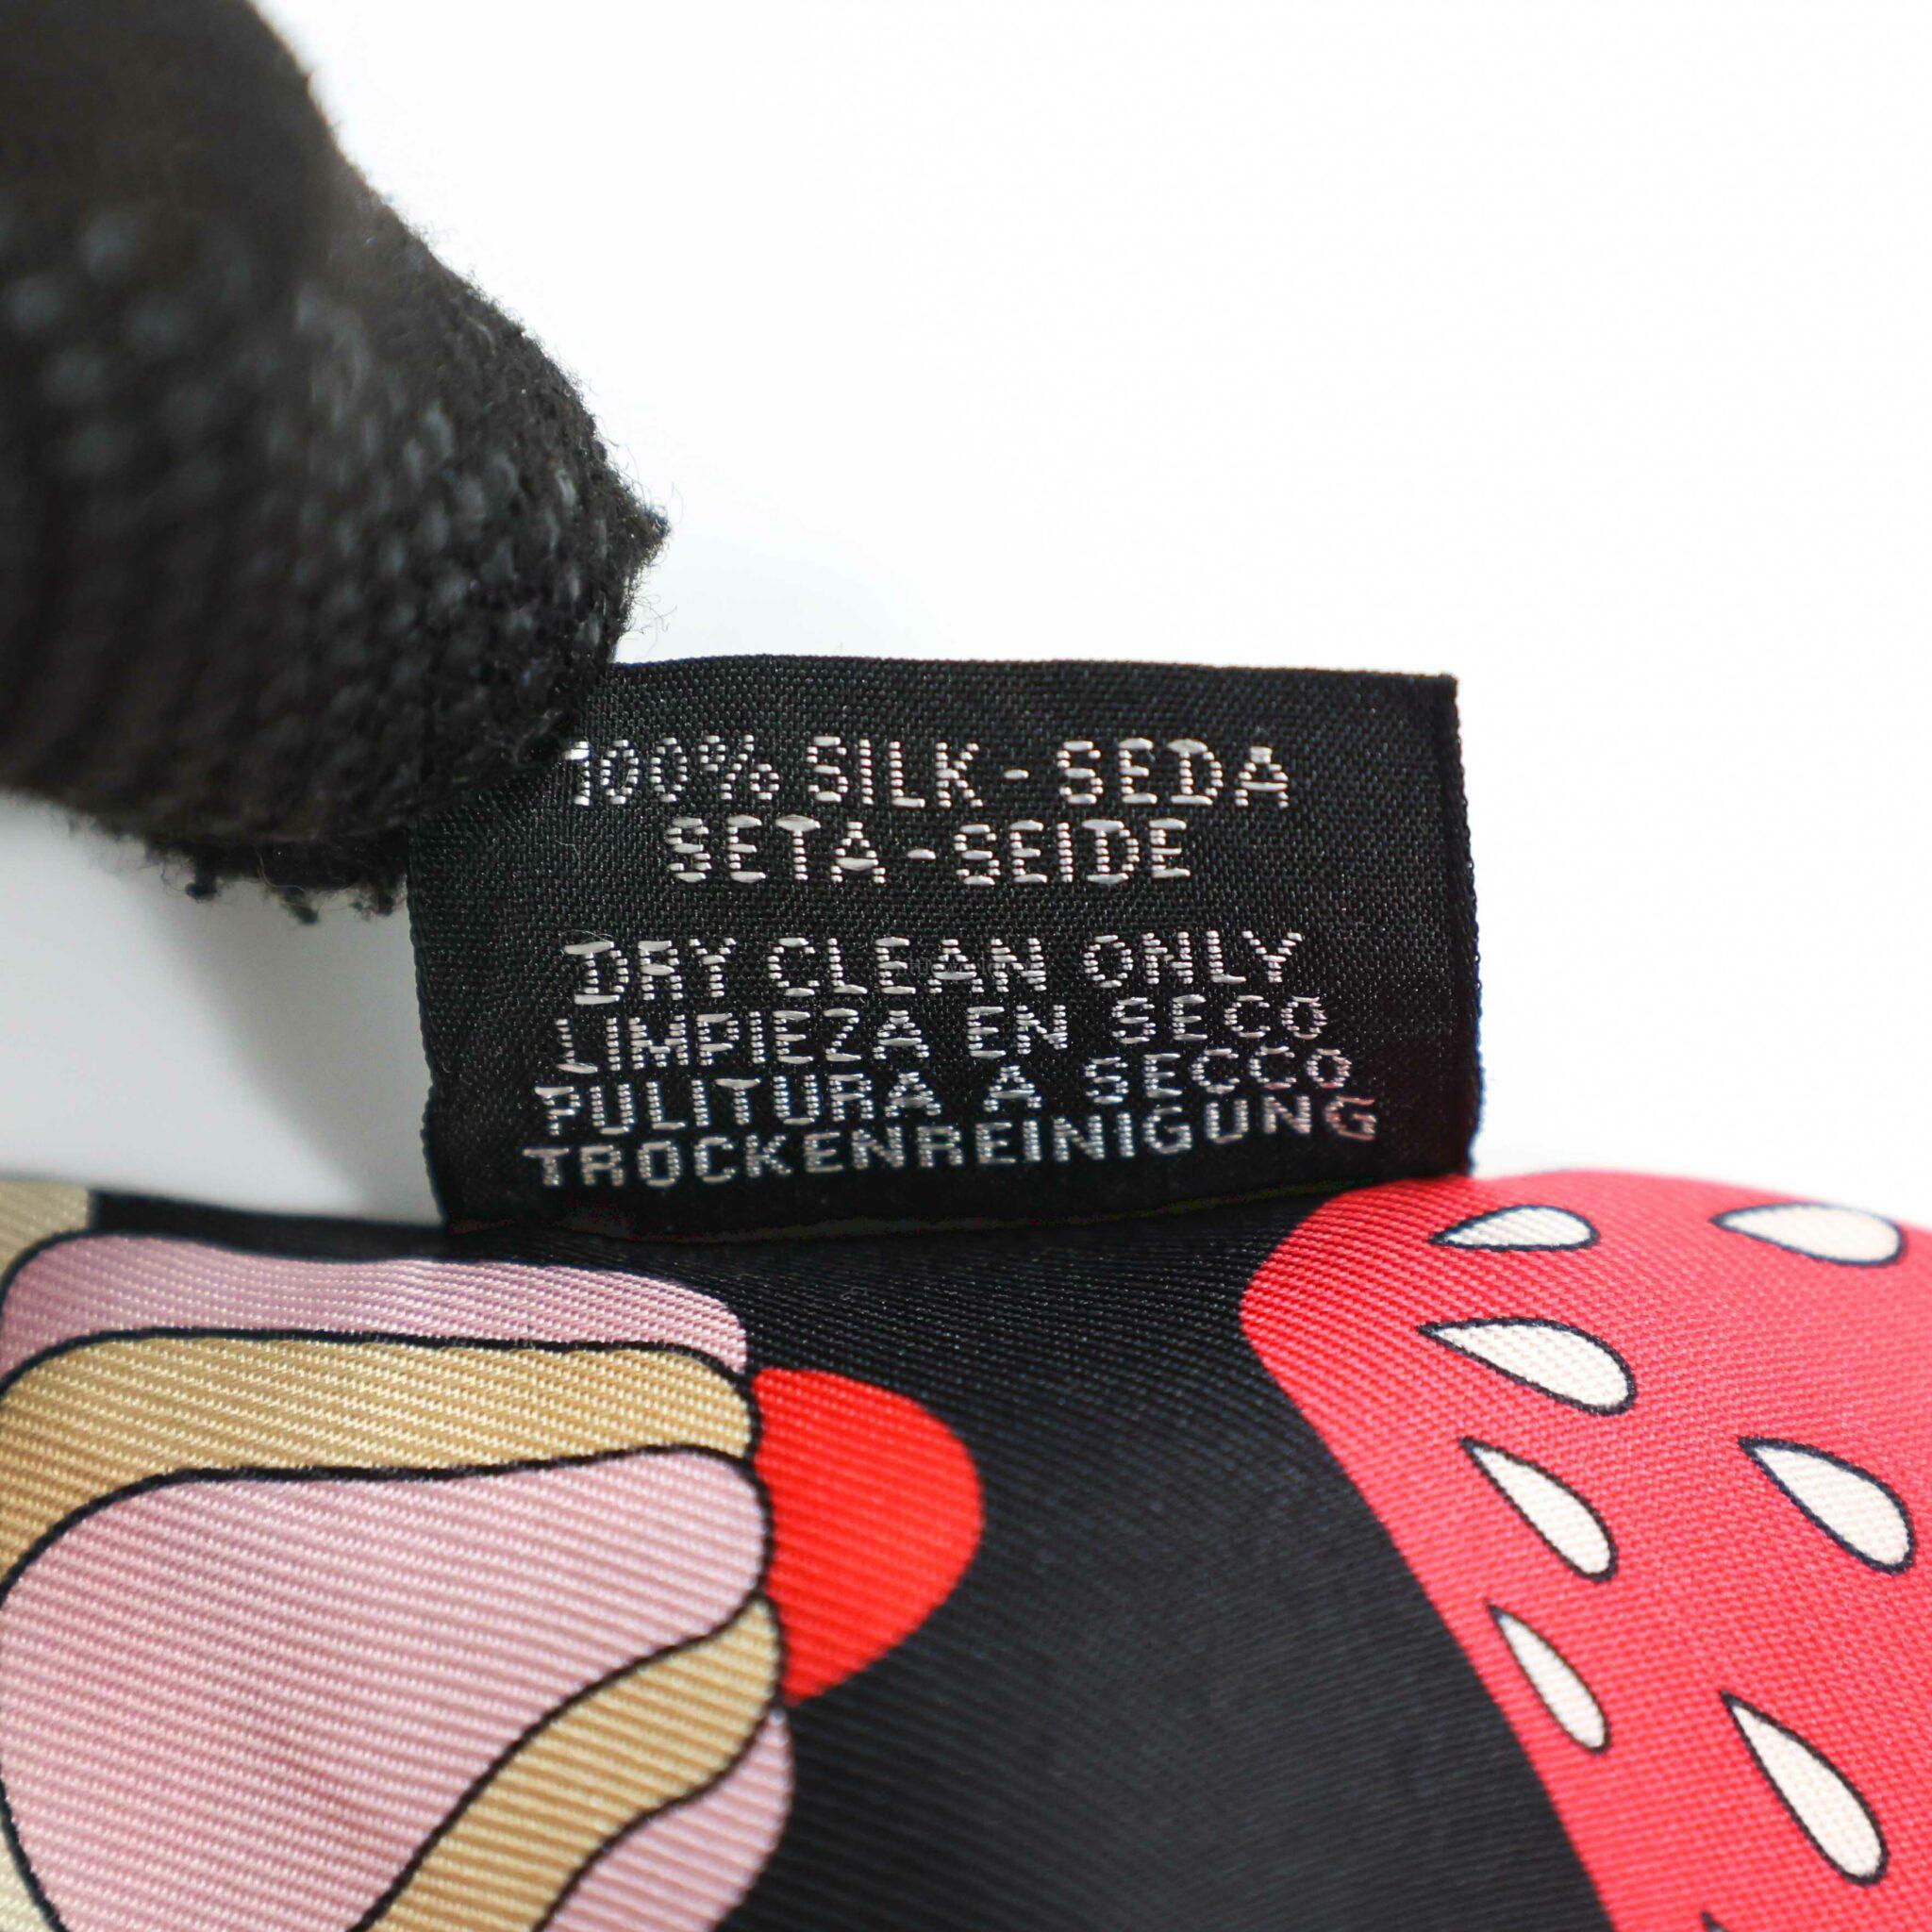 100% SILK - SEDA
SETA - SEIDE
DRY CLEAN ONLY
LIMPIEZA EN SECO
PULITURA A SECCO
TROCKENREINIGUNG